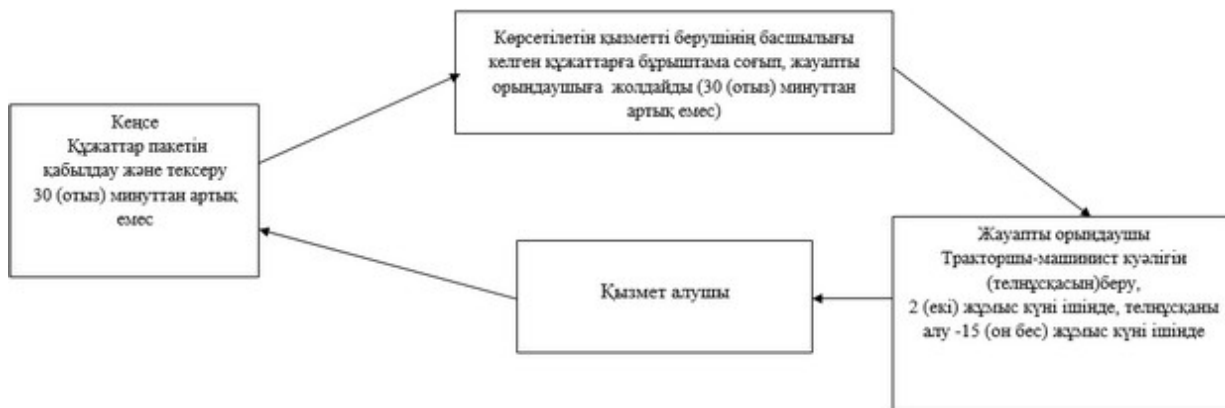 Көрсетілетін қызметті берушінің басшылығы
келген құжаттарға бұрыштама соғып, жауапты
орындаушыға жолдайды (30 (отыз) минуттан
артық емес)
Кеңсе
Құжаттар пакетін
қабылдау және тексеру
30 (отыз) минуттан артық
емес
Жауапты орындаушы
Тракторшы-машинист куәлігін
(телнұсқасын)беру,
2 (екі) жұмыс күні ішінде, телнұсқаны
алу -15 (он бес) жұмыс күні ішінде
Қызмет алушы